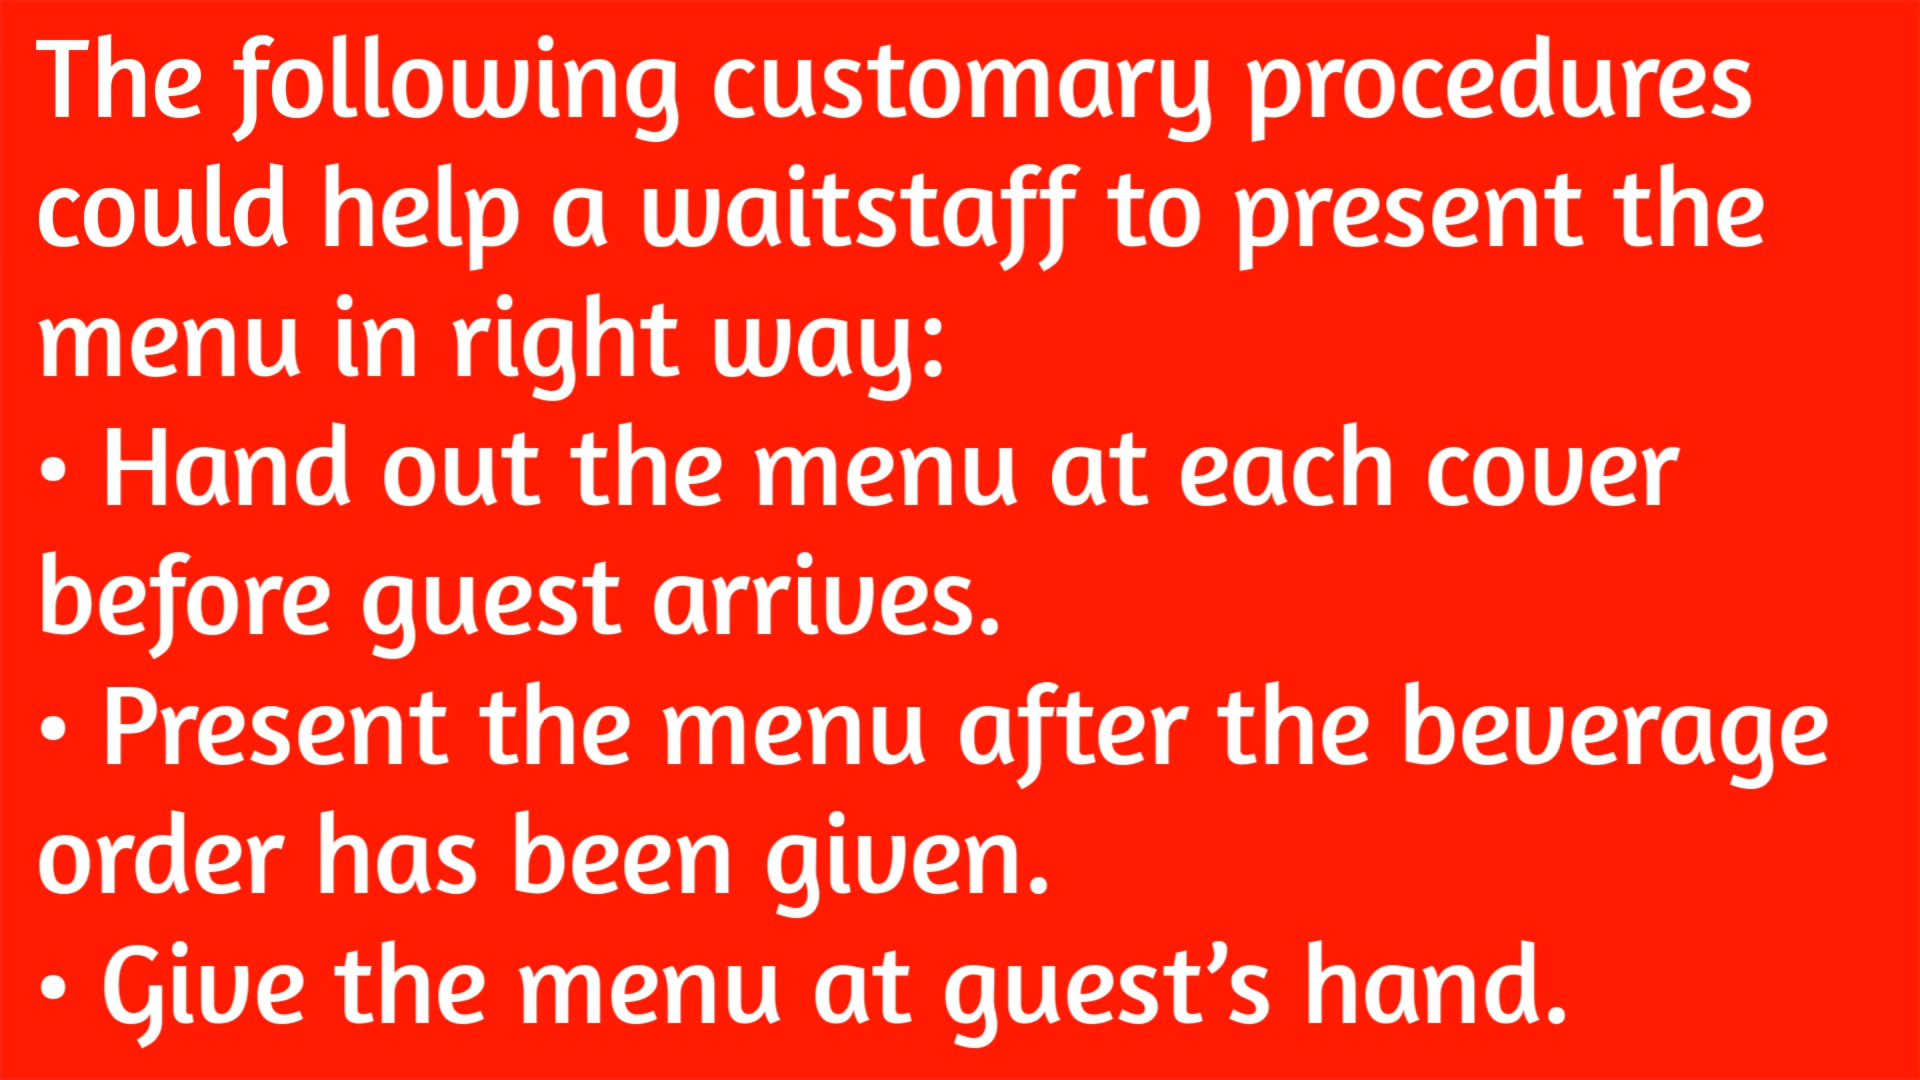 The following customary procedures
could help a waitstaff to present the
menu in right way:
• Hand out the menu at each cover
before guest arrives.
• Present the menu after the beverage
order has been given.
• Give the menu at guest’s hand.